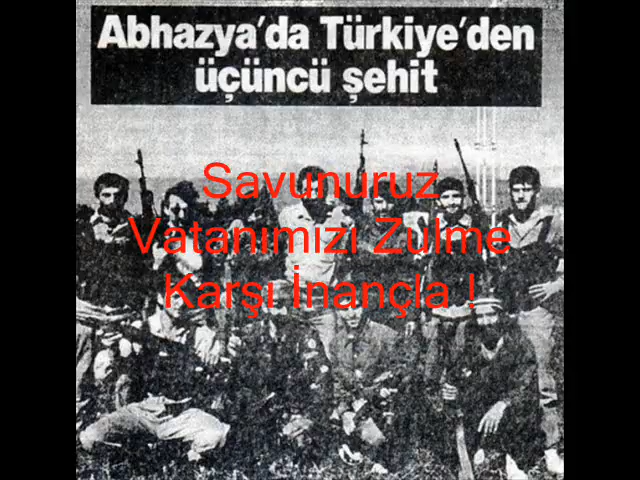 Abhazya'da Türkiye'den
üçüncü şehit
Savunuruz
Vatanımızı Zulme
Karşı İnançla !